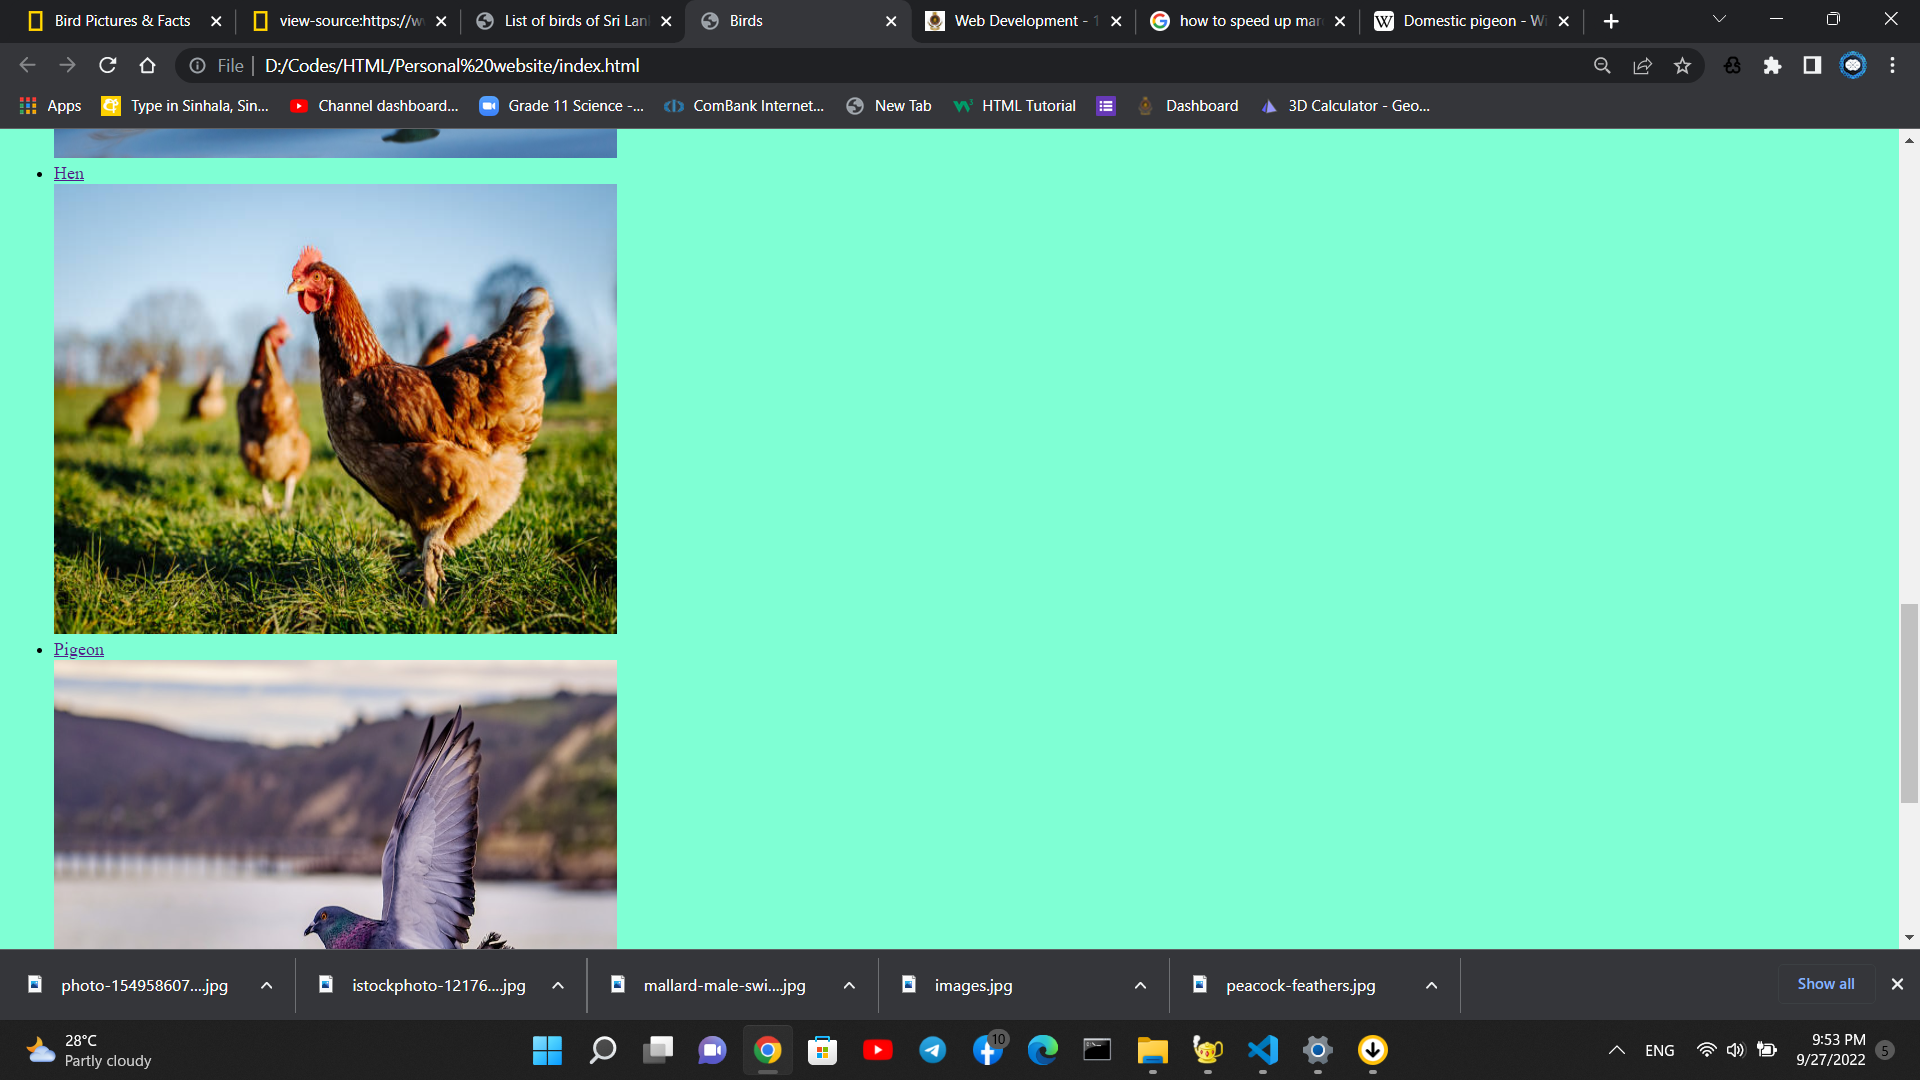 Bird Pictures & Facts
view-source:https://w
List of birds of Sri Lan
Birds
Web Development - 1
how to speed up mar
Domestic pigeon - Wi
File
D:/Codes/HTML/Personal%20website/index.html
Apps
Type in Sinhala, Sin...
Channel dashboard...
Grade 11 Science -...
ComBank Internet...
New Tab
HTML Tutorial
Dashboard
3D Calculator - Geo...
Hen
Pigeon
photo-154958607....jpg
istockphoto-12176....jpg
mallard-male-swi....jpg
images.jpg
peacock-feathers.jpg
Show all
28°C
Partly cloudy
10
ENG
9:53 PM
9/27/2022
5